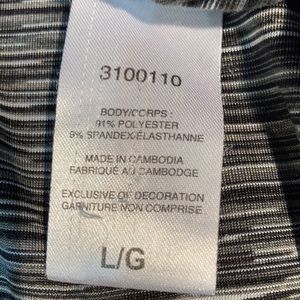 3100110
BODY/CORPS:
91% POLYESTER
9% SPANDEX-ÉLASTHANNE
MADE IN CAMBODIA
FABRIQUÉ AU CAMBODGE
EXCLUSIVE OF DECORATION
GARNITURE NON COMPRISE
L/G